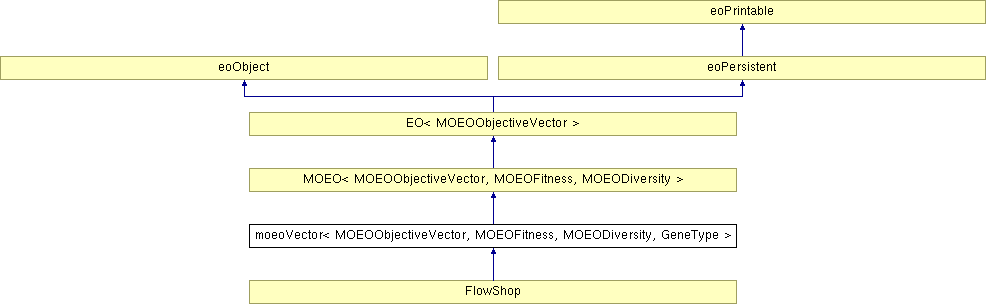 eoPrintable
eoObject
eoPersistent
EO< MOEOObjectiveVector >
MOEO< MOEOObjectiveVector, MOEOFitness, MOEODiversity >
moeoVector< MOEOObjectiveVector, MOEOFitness, MOEODiversity, GeneType >
FlowShop